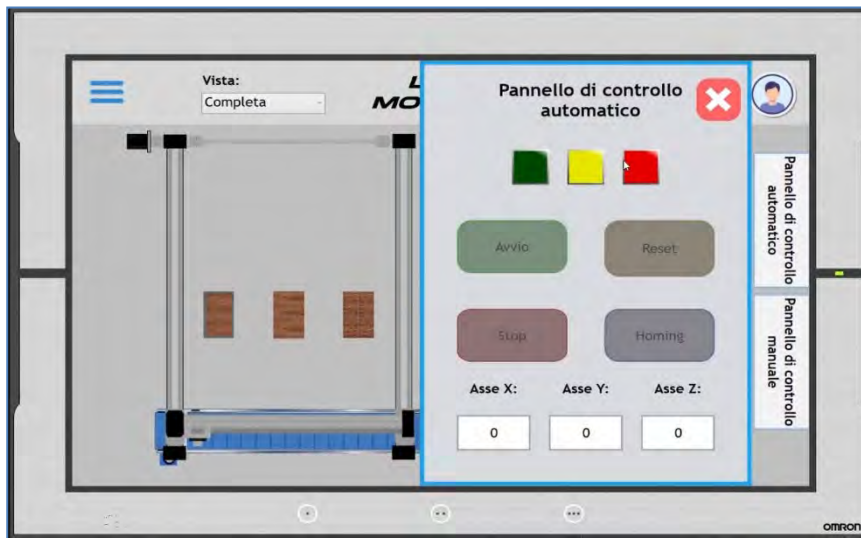 Vista:
Completa
L
MO
Pannello di controllo
automatico
Avvio
Reset
Stop
Homing
Asse X:
Asse Y:
Asse Z:
0
0
0
Pannello di controllo
automatico
Pannello di controllo
manuale
OMRON